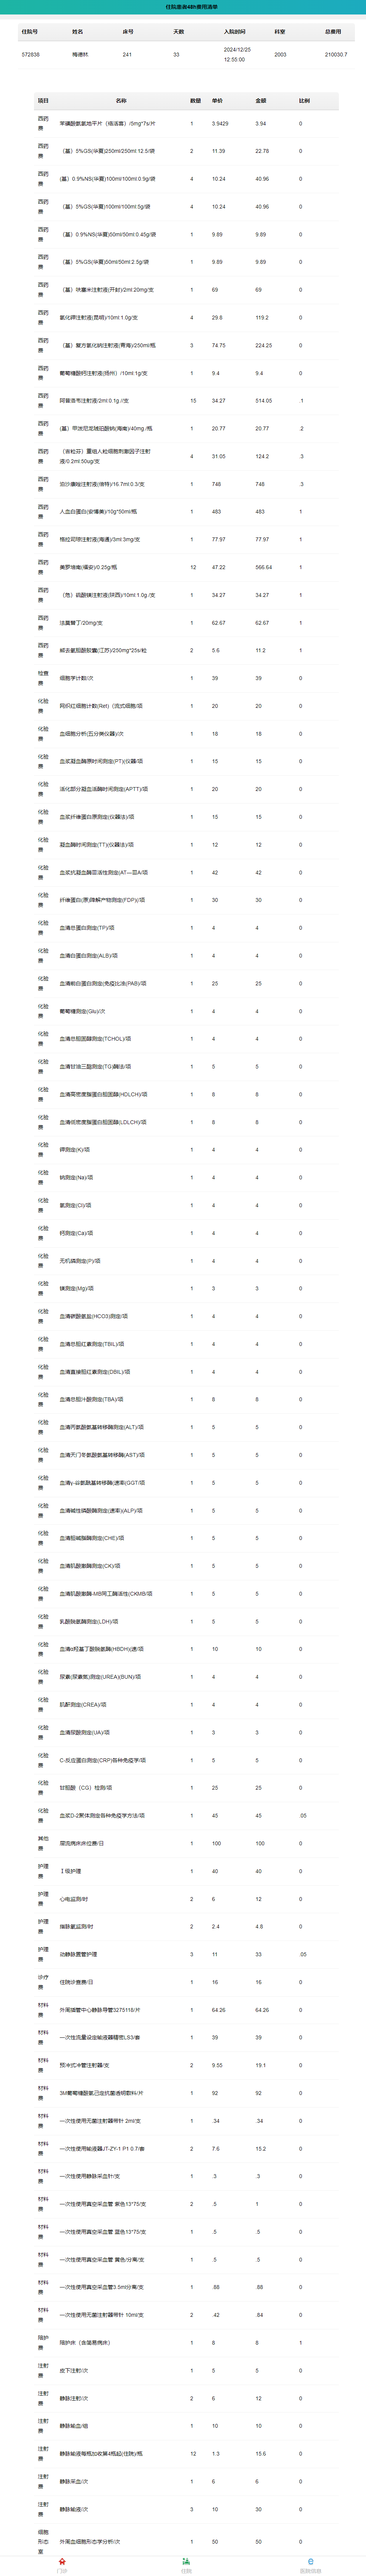 住院患者4时费用清单
住院号 姓名 床号 天数 入院时间 科室 总费用
572838 梅德林 241 33 2024/12/25 12:55:00 2003 210030.7
项目 名称 数量 单价 金额 比例
西药费 苯磺酸氨氯地平片（络活喜）/5mg*7s/片 1 3.9429 3.94 0
西药费 （基）5%GS(华夏)250ml/250ml:12.5/袋 2 11.39 22.78 0
西药费 (基）0.9%NS(华夏)100ml/100ml:0.9g/袋 4 10.24 40.96 0
西药费 （基）5%GS(华夏)100ml/100ml:5g/袋 4 10.24 40.96 0
西药费 （基）0.9%NS(华夏)50ml/50ml:0.45g/袋 1 9.89 9.89 0
西药费 （基）5%GS(华夏)50ml/50ml:2.5g/袋 1 9.89 9.89 0
西药费 （基）呋塞米注射液(开封)/2ml:20mg/支 1 69 69 0
西药费 氯化钾注射液(昆明)/10ml:1.0g/支 4 29.8 119.2 0
西药费 （基）复方氯化钠注射液(青海)/250ml/瓶 3 74.75 224.25 0
西药费 葡萄糖酸钙注射液(扬州）/10ml:1g/支 1 9.4 9.4 0
西药费 阿昔洛韦注射液/2ml:0.1g //支 15 34.27 514.05 .1
西药费 (基）甲泼尼龙琥珀酸钠(海南)/40mg /瓶 1 20.77 20.77 .2
西药费 （吉粒芬）重组人粒细胞刺激因子注射液/0.2ml:50ug/支 4 31.05 124.2 .3
西药费 泊沙康唑注射液(倍特)/16.7ml:0.3/支 1 748 748 .3
西药费 人血白蛋白(安博美)/10g*50ml/瓶 1 483 483 1
西药费 格拉司琼注射液(海通)/3ml:3mg/支 1 77.97 77.97 1
西药费 美罗培南(福安)/0.25g/瓶 12 47.22 566.64 1
西药费 （危）硫酸镁注射液(陕西)/10ml:1.0g /支 1 34.27 34.27 1
西药费 法莫替丁/20mg/支 1 62.67 62.67 1
西药费 熊去氧胆酸胶囊(江苏)/250mg*25s/粒 2 5.6 11.2 1
检查费 细胞学计数/次 1 39 39 0
化验费 网织红细胞计数(Ret)（流式细胞/项 1 20 20 0
化验费 血细胞分析(五分类仪器)/次 1 18 18 0
化验费 血浆凝血酶原时间测定(PT)(仪器/项 1 15 15 0
化验费 活化部分凝血活酶时间测定(APTT)/项 1 20 20 0
化验费 血浆纤维蛋白原测定(仪器法)/项 1 15 15 0
化验费 凝血酶时间测定(TT)(仪器法)/项 1 12 12 0
化验费 血浆抗凝血酶Ⅲ活性测定(AT—ⅢA/项 1 42 42 0
化验费 纤维蛋白(原)降解产物测定(FDP)/项 1 30 30 0
化验费 血清总蛋白测定(TP)/项 1 4 4 0
化验费 血清白蛋白测定(ALB)/项 1 4 4 0
化验费 血清前白蛋白测定(免疫比浊(PAB)/项 1 25 25 0
化验费 葡萄糖测定(Glu)/次 1 4 4 0
化验费 血清总胆固醇测定(TCHOL)/项 1 4 4 0
化验费 血清甘油三酯测定(TG)酶法/项 1 5 5 0
化验费 血清高密度脂蛋白胆固醇(HDLCH)/项 1 8 8 0
化验费 血清低密度脂蛋白胆固醇(LDLCH)/项 1 8 8 0
化验费 钾测定(K)/项 1 4 4 0
化验费 钠测定(Na)/项 1 4 4 0
化验费 氯测定(Cl)/项 1 4 4 0
化验费 钙测定(Ca)/项 1 4 4 0
化验费 无机磷测定(P)/项 1 4 4 0
化验费 镁测定(Mg)/项 1 3 3 0
化验费 血清碳酸氢盐(HCO3)测定/项 1 4 4 0
化验费 血清总胆红素测定(TBIL)/项 1 4 4 0
化验费 血清直接胆红素测定(DBIL)/项 1 4 4 0
化验费 血清总胆汁酸测定(TBA)/项 1 8 8 0
化验费 血清丙氨酸氨基转移酶测定(ALT)/项 1 5 5 0
化验费 血清天门冬氨酸氨基转移酶(AST)/项 1 5 5 0
化验费 血清γ-谷氨酰基转移酶(速率(GGT/项 1 5 5 0
化验费 血清碱性磷酸酶测定(速率)(ALP)/项 1 5 5 0
化验费 血清胆碱脂酶测定(CHE)/项 1 5 5 0
化验费 血清肌酸激酶测定(CK)/项 1 5 5 0
化验费 血清肌酸激酶-MB同工酶活性(CKMB/项 1 5 5 0
化验费 乳酸脱氢酶测定(LDH)/项 1 5 5 0
化验费 血清α羟基丁酸脱氢酶(HBDH)(速/项 1 10 10 0
化验费 尿素(尿素氮)测定(UREA)(BUN)/项 1 4 4 0
化验费 肌酐测定(CREA)/项 1 4 4 0
化验费 血清尿酸测定(UA)/项 1 3 3 0
化验费 C-反应蛋白测定(CRP)各种免疫学/项 1 5 5 0
化验费 甘胆酸（CG）检测/项 1 25 25 0
化验费 血浆D-2聚体测定各种免疫学方法/项 1 45 45 .05
其他费 层流病床床位费/日 1 100 100 0
护理费 Ⅰ级护理 1 40 40 0
护理费 心电监测/时 2 6 12 0
护理费 指脉氧监测/时 2 2.4 4.8 0
护理费 动静脉置管护理 3 11 33 .05
诊疗费 住院诊查费/日 1 16 16 0
材料费 外周插管中心静脉导管3275118/片 1 64.26 64.26 0
材料费 一次性流量设定输液器精密LS3/套 1 39 39 0
材料费 预冲式冲管注射器/支 2 9.55 19.1 0
材料费 3M葡萄糖酸氯己定抗菌透明敷料/片 1 92 92 0
材料费 一次性使用无菌注射器带针 2ml/支 1 .34 .34 0
材料费 一次性使用输液器JT-ZY-1 P1 0.7/套 2 7.6 15.2 0
材料费 一次性使用静脉采血针/支 1 .3 .3 0
材料费 一次性使用真空采血管 紫色13*75/支 2 .5 1 0
材料费 一次性使用真空采血管 蓝色13*75/支 1 .5 .5 0
材料费 一次性使用真空采血管 黄色/分离/支 1 .5 .5 0
材料费 一次性使用真空采血管3.5ml分离/支 1 .88 .88 0
材料费 一次性使用无菌注射器带针 10ml/支 2 .42 .84 0
陪护费 陪护床（含简易病床） 1 8 8 1
注射费 皮下注射/次 1 5 5 0
注射费 静脉注射/次 2 6 12 0
注射费 静脉输血/组 1 10 10 0
注射费 静脉输液每瓶加收第4瓶起(住院)/瓶 12 1.3 15.6 0
注射费 静脉采血/次 1 6 6 0
注射费 静脉输液/次 3 10 30 0
细胞形态室 外周血细胞形态学分析/次 1 50 50 0
门诊 住院 医院信息